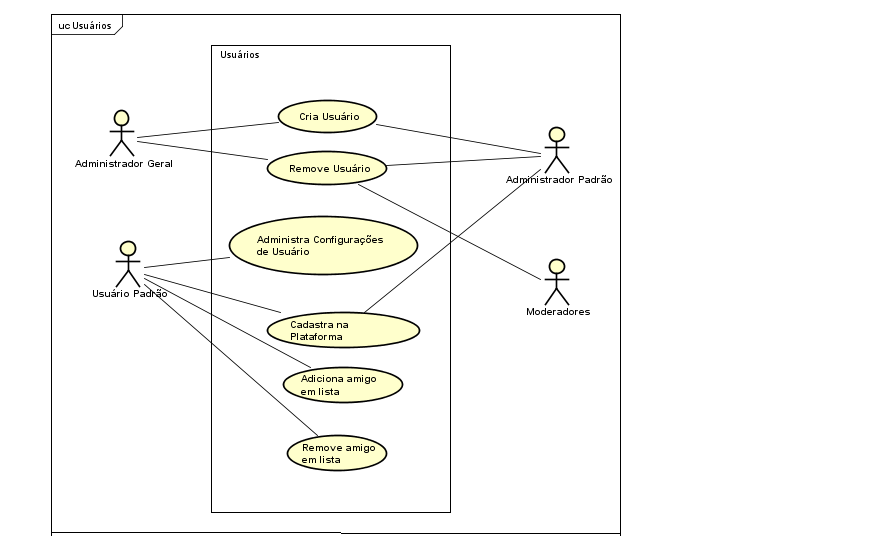 uc Usuários
Usuários
Cria Usuário
Administrador Geral
Remove Usuário
Administrador Padrão
Administra Configurações
de Usuário
Usuário Padrão
Moderadores
Cadastra na
Plataforma
Adiciona amigo
em lista
Remove amigo
em lista